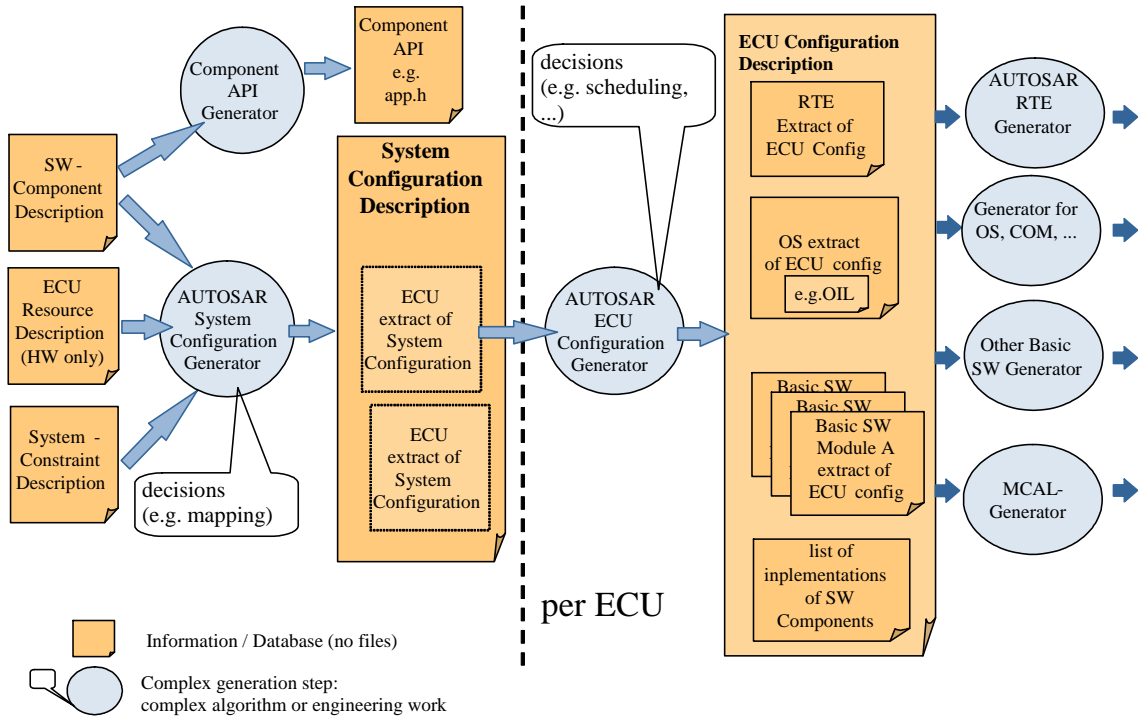 Component
API
Generator
Component
API
e.g.
app.h
SW -
Component
Description
ECU
Resource
Description
(HW only)
System -
Constraint
Description
AUTOSAR
System
Configuration
Generator
decisions
(e.g. mapping)
System
Configuration
Description
ECU
extract of
System
Configuration
ECU
extract of
System
Configuration
decisions
(e.g. scheduling,
...)
AUTOSAR
ECU
Configuration
Generator
per ECU
ECU Configuration
Description
RTE
Extract of
ECU Config
OS extract
of ECU config
e.g.OIL
Basic SW
Basic SW
Basic SW
Module A
extract of
ECU config
list of
inplementations
of SW
Components
AUTOSAR
RTE
Generator
Generator for
OS, COM, ...
Other Basic
SW Generator
MCAL-
Generator
Information / Database (no files)
Complex generation step:
complex algorithm or engineering work